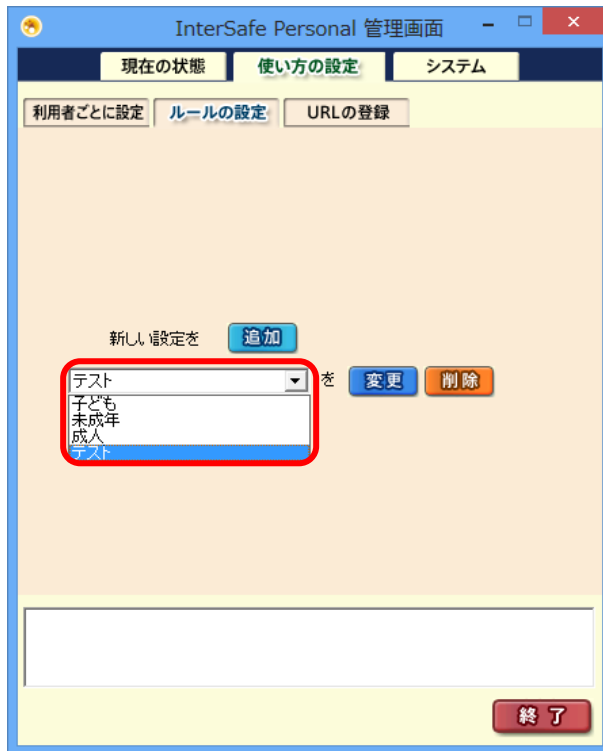 InterSafe Personal 管理画面
現在の状態 使い方の設定 システム
利用者ごとに設定 ルールの設定 URLの登録
新しい設定を 追加
テスト を 変更 削除
子ども
未成年
成人
テスト
終了